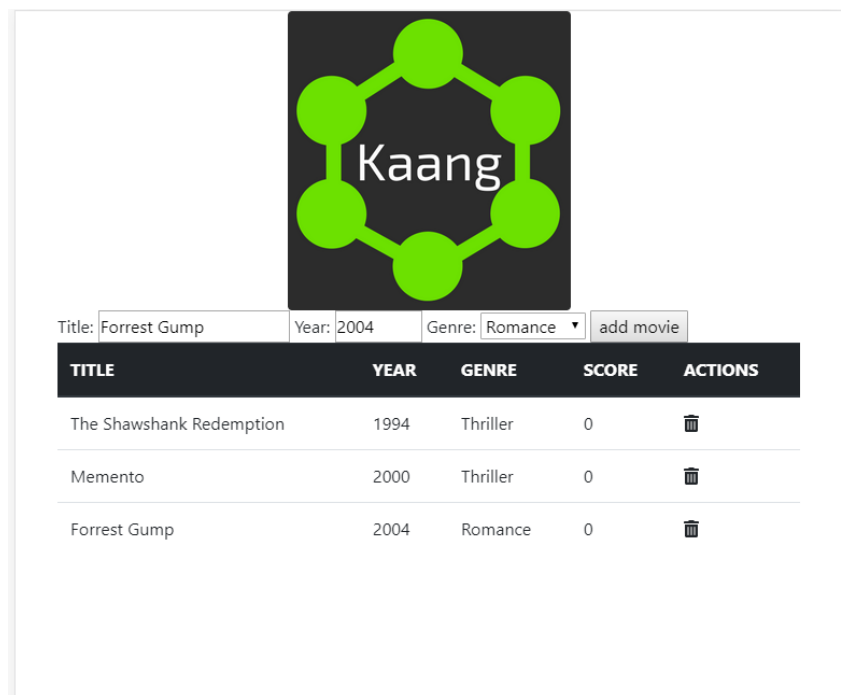 Kaang
Title: Forrest Gump Year: 2004 Genre: Romance add movie
TITLE YEAR GENRE SCORE ACTIONS
The Shawshank Redemption 1994 Thriller 0
Memento 2000 Thriller 0
Forrest Gump 2004 Romance 0